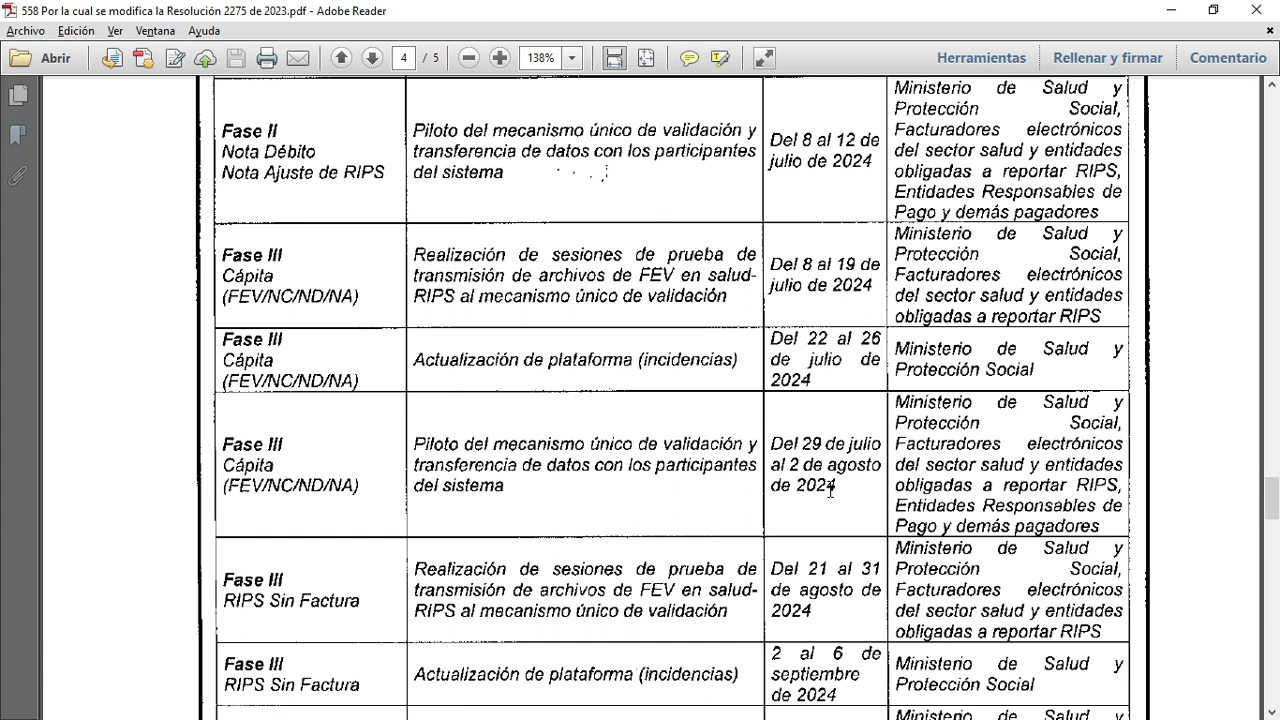 558 Por la cual se modifica la Resolución 2275 de 2023.pdf - Adobe Reader
Archivo Edición Ver Ventana Ayuda
Abrir 4 / 5 138% Herramientas Rellenar y firmar Comentario
Fase II
Nota Débito
Nota Ajuste de RIPS
Piloto del mecanismo único de validación y
transferencia de datos con los participantes
del sistema
Del 8 al 12 de
julio de 2024
Ministerio de Salud y
Protección Social,
Facturadores electrónicos
del sector salud y entidades
obligadas a reportar RIPS,
Entidades Responsables de
Pago y demás pagadores
Fase III
Cápita
(FEV/NC/ND/NA)
Realización de sesiones de prueba de
transmisión de archivos de FEV en salud-
RIPS al mecanismo único de validación
Del 8 al 19 de
julio de 2024
Ministerio de Salud y
Protección Social,
Facturadores electrónicos
del sector salud y entidades
obligadas a reportar RIPS
Fase III
Cápita
(FEV/NC/ND/NA)
Actualización de plataforma (incidencias)
Del 22 al 26
de julio de
2024
Ministerio de Salud y
Protección Social
Fase III
Cápita
(FEV/NC/ND/NA)
Piloto del mecanismo único de validación y
transferencia de datos con los participantes
del sistema
Del 29 de julio
al 2 de agosto
de 2024
Ministerio de Salud y
Protección Social,
Facturadores electrónicos
del sector salud y entidades
obligadas a reportar RIPS,
Entidades Responsables de
Pago y demás pagadores
Fase III
RIPS Sin Factura
Realización de sesiones de prueba de
transmisión de archivos de FEV en salud-
RIPS al mecanismo único de validación
Del 21 al 31
de agosto de
2024
Ministerio de Salud y
Protección Social,
Facturadores electrónicos
del sector salud y entidades
obligadas a reportar RIPS
Fase III
RIPS Sin Factura
Actualización de plataforma (incidencias)
2 al 6 de
septiembre
de 2024
Ministerio de Salud y
Protección Social
Ministerio de Salud y